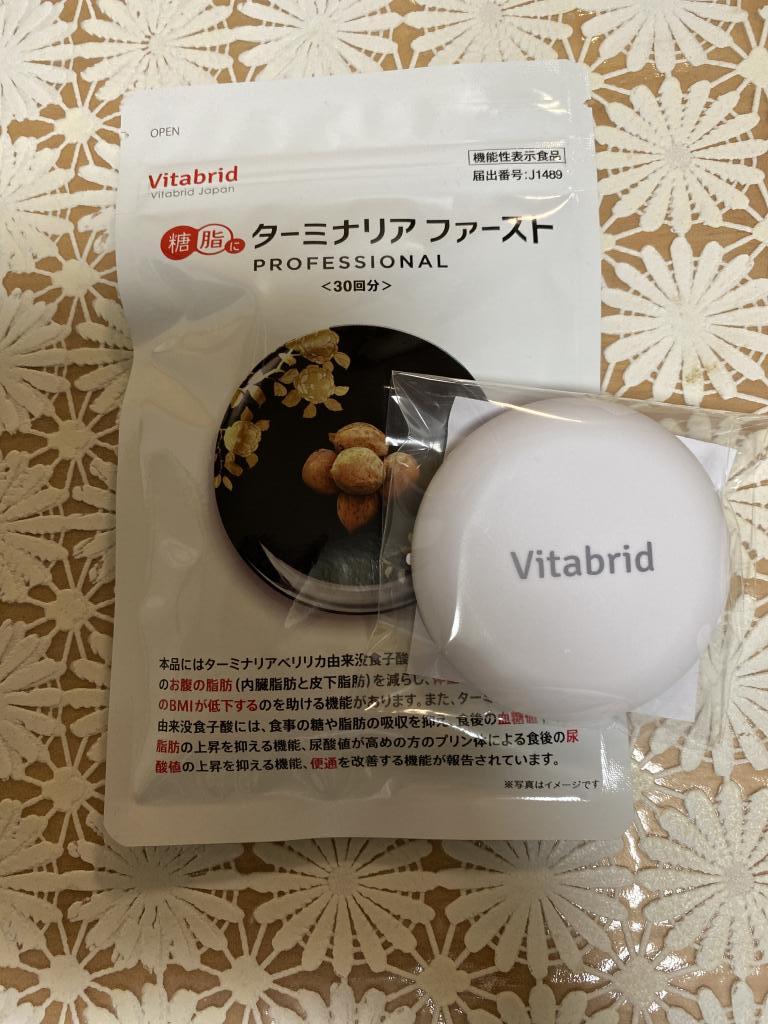 OPEN
Vitabrid
Vitabrid Japan
機能性表示食品
届出番号:J1489
糖 脂 に ターミナリア ファースト
PROFESSIONAL
<30回分>
Vitabrid
本品にはターミナリアベリリカ由来没食子酸
のお腹の脂肪(内臓脂肪と皮下脂肪)を減らし、
のBMIが低下するのを助ける機能があります。また、ターミ
由来没食子酸には、食事の糖や脂肪の吸収を抑え、食後の血糖値
脂肪の上昇を抑える機能、尿酸値が高めの方のプリン体による食後の尿
酸値の上昇を抑える機能、便通を改善する機能が報告されています。
※写真はイメージです